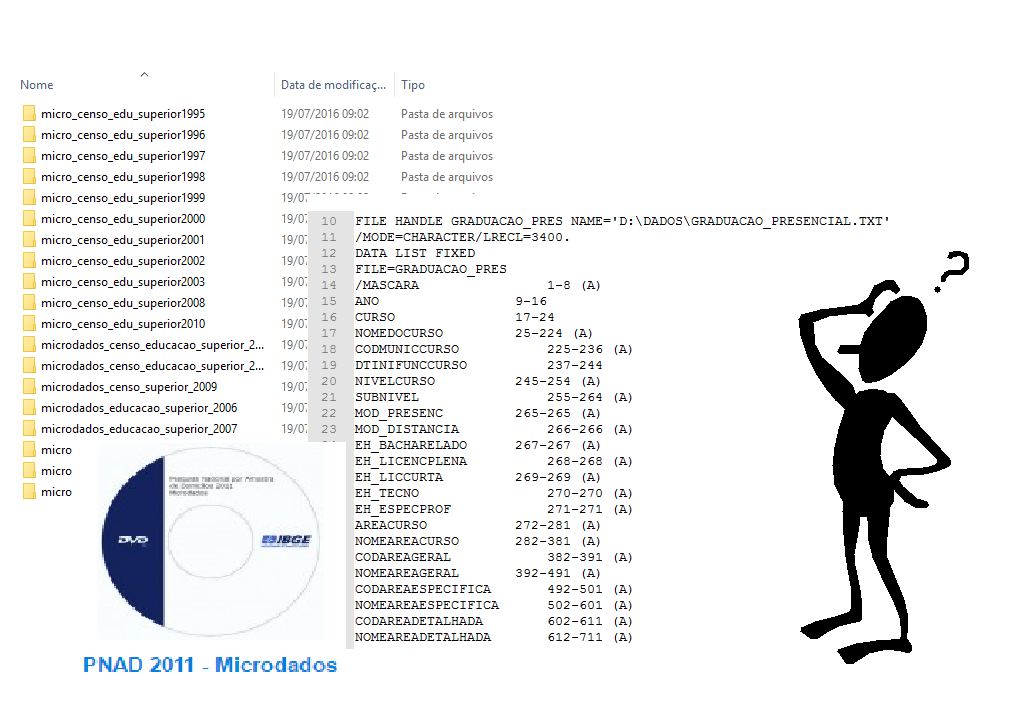 Nome Data de modificaç... Tipo
micro_censo_edu_superior1995 19/07/2016 09:02 Pasta de arquivos
micro_censo_edu_superior1996 19/07/2016 09:02 Pasta de arquivos
micro_censo_edu_superior1997 19/07/2016 09:02 Pasta de arquivos
micro_censo_edu_superior1998 19/07/2016 09:02 Pasta de arquivos
micro_censo_edu_superior1999 19/07
micro_censo_edu_superior2000 19/07
micro_censo_edu_superior2001 19/07
micro_censo_edu_superior2002 19/07
micro_censo_edu_superior2003 19/07
micro_censo_edu_superior2008 19/07
micro_censo_edu_superior2010 19/07
microdados_censo_educacao_superior_2... 19/07
microdados_censo_educacao_superior_2... 19/07
microdados_censo_superior_2009 19/07
microdados_educacao_superior_2006 19/07
microdados_educacao_superior_2007 19/07
micro
micro
micro
10 FILE HANDLE GRADUACAO_PRES NAME='D:\DADOS\GRADUACAO_PRESENCIAL.TXT'
11 /MODE=CHARACTER/LRECL=3400.
12 DATA LIST FIXED
13 FILE=GRADUACAO_PRES
14 /MASCARA 1-8 (A)
15 ANO 9-16
16 CURSO 17-24
17 NOMEDOCURSO 25-224 (A)
18 CODMUNICCURSO 225-236 (A)
19 DTINIFUNCCURSO 237-244
20 NIVELCURSO 245-254 (A)
21 SUBNIVEL 255-264 (A)
22 MOD_PRESENC 265-265 (A)
23 MOD_DISTANCIA 266-266 (A)
EH_BACHARELADO 267-267 (A)
EH_LICENCPLENA 268-268 (A)
EH_LICCURTA 269-269 (A)
EH_TECNO 270-270 (A)
EH_ESPECPROF 271-271 (A)
AREACURSO 272-281 (A)
NOMEAREACURSO 282-381 (A)
CODAREAGERAL 382-391 (A)
NOMEAREAGERAL 392-491 (A)
CODAREAESPECIFICA 492-501 (A)
NOMEAREAESPECIFICA 502-601 (A)
CODAREADETALHADA 602-611 (A)
NOMEAREADETALHADA 612-711 (A)
?
Pesquisa Nacional por Amostra
de Domicílios 2011
Microdados
DVD
IBGE
PNAD 2011 - Microdados